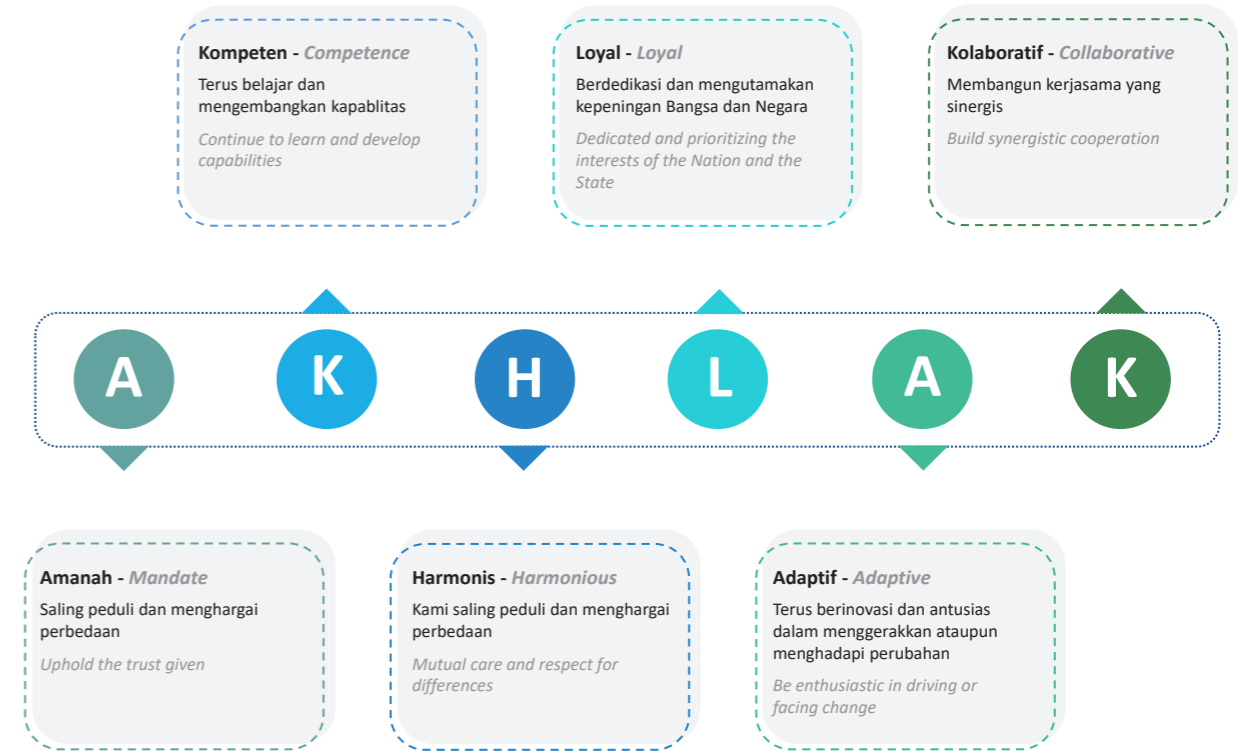 Kompeten - Competence
Terus belajar dan
mengembangkan kapablitas
Continue to learn and develop
capabilities
Loyal - Loyal
Berdedikasi dan mengutamakan
kepeningan Bangsa dan Negara
Dedicated and prioritizing the
interests of the Nation and the
State
Kolaboratif - Collaborative
Membangun kerjasama yang
sinergis
Build synergistic cooperation
A K H L A K
Amanah - Mandate
Saling peduli dan menghargai
perbedaan
Uphold the trust given
Harmonis - Harmonious
Kami saling peduli dan menghargai
perbedaan
Mutual care and respect for
differences
Adaptif - Adaptive
Terus berinovasi dan antusias
dalam menggerakkan ataupun
menghadapi perubahan
Be enthusiastic in driving or
facing change